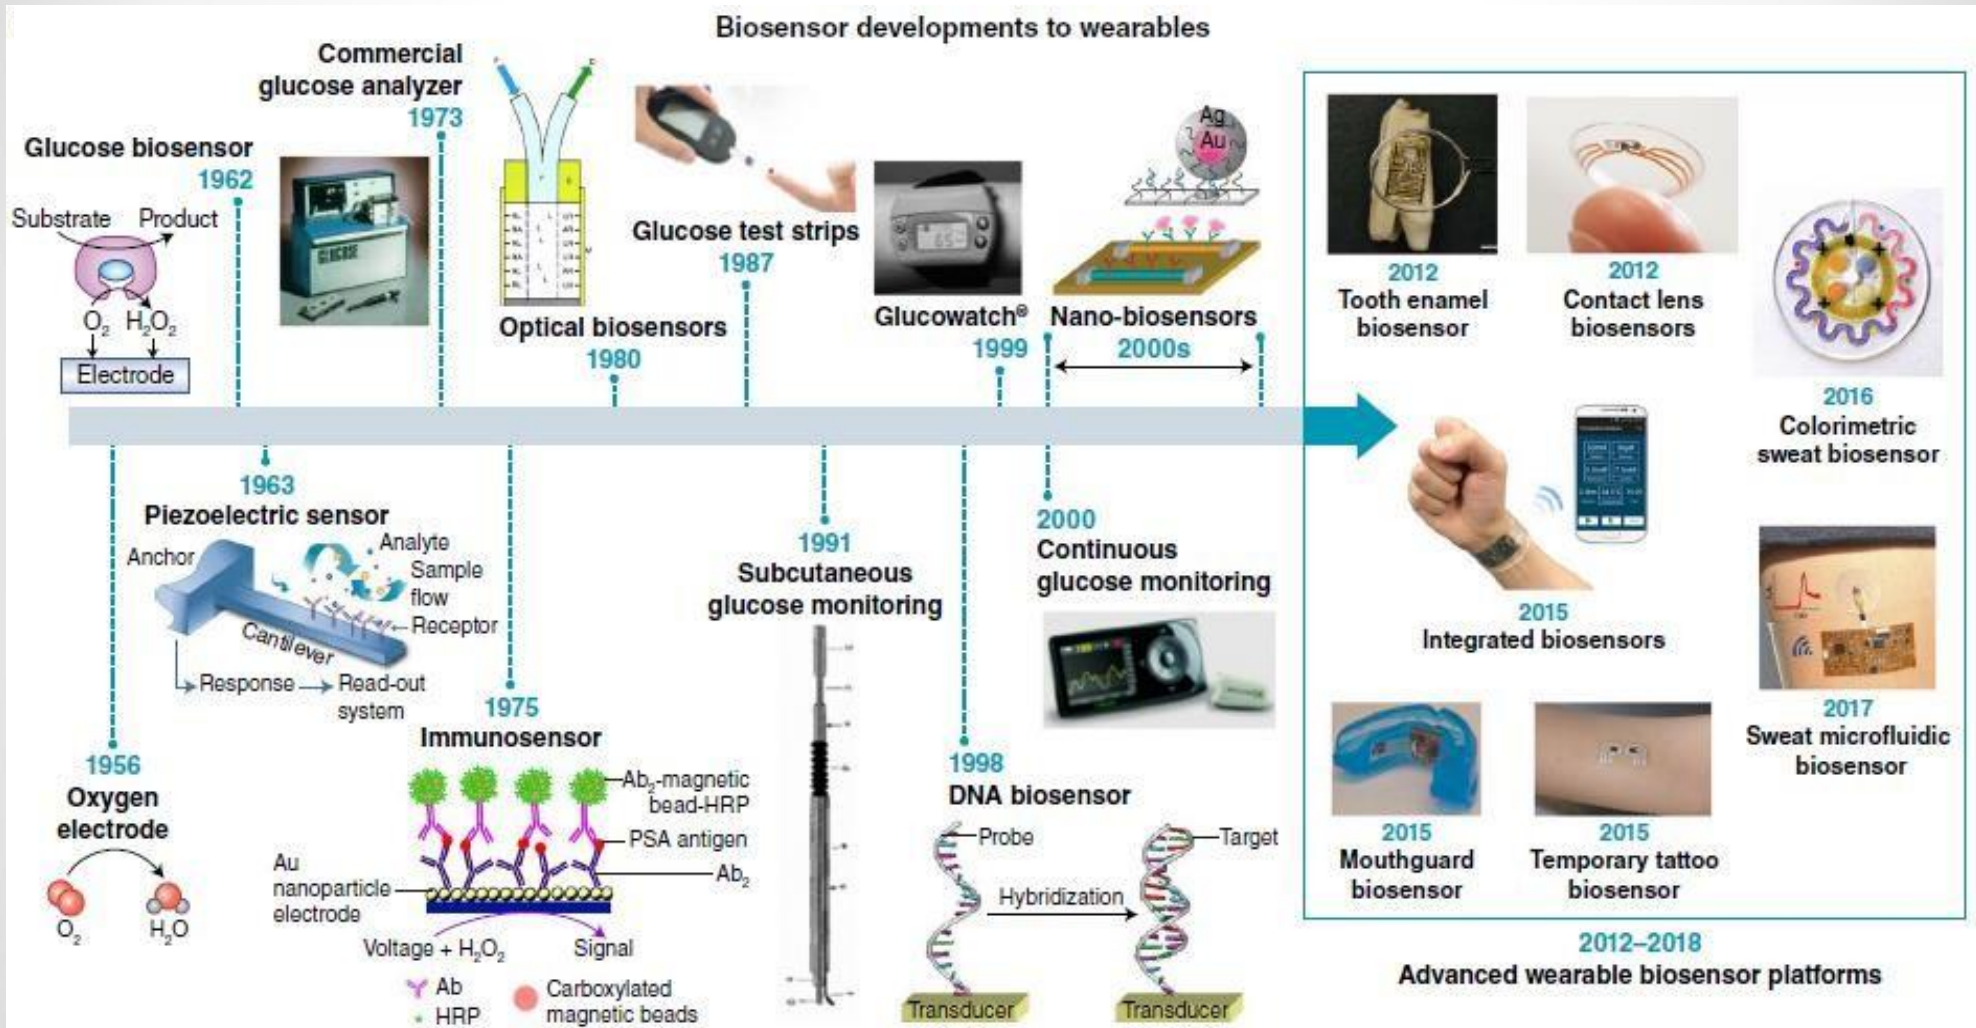 Biosensor developments to wearables
Commercial
glucose analyzer
1973
Glucose biosensor
1962
Substrate Product
O₂ H₂O₂
Electrode
GLUCOSE
Optical biosensors
1980
Glucose test strips
1987
Glucowatch®
1999
Ag
Au
Nano-biosensors
2000s
1956
Oxygen
electrode
O₂ H₂O
1963
Piezoelectric sensor
Anchor
Analyte
Sample
flow
Receptor
Cantilever
Response
Read-out
system
1975
Immunosensor
Ab₂-magnetic
bead-HRP
PSA antigen
Ab₂
Au
nanoparticle
electrode
Voltage + H₂O₂ Signal
Ab
HRP
Carboxylated
magnetic beads
1991
Subcutaneous
glucose monitoring
1998
DNA biosensor
Probe
Target
Hybridization
Transducer Transducer
2000
Continuous
glucose monitoring
2012
Tooth enamel
biosensor
2012
Contact lens
biosensors
2016
Colorimetric
sweat biosensor
2015
Integrated biosensors
2017
Sweat microfluidic
biosensor
2015
Mouthguard
biosensor
2015
Temporary tattoo
biosensor
2012–2018
Advanced wearable biosensor platforms